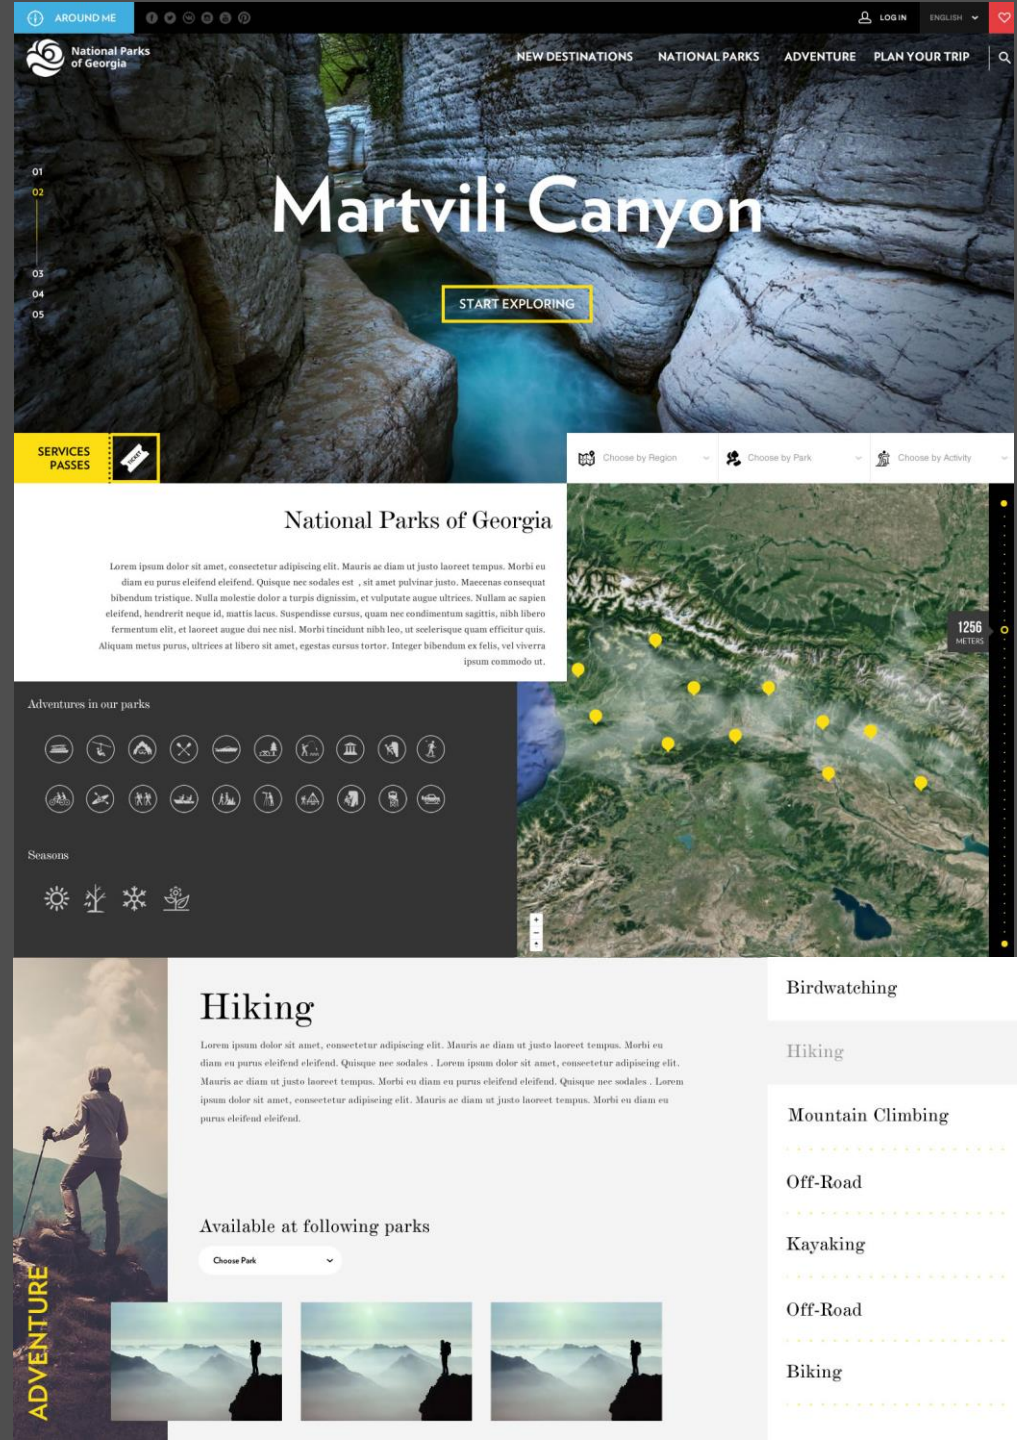 AROUND ME
LOG IN
ENGLISH
National Parks
of Georgia
NEW DESTINATIONS
NATIONAL PARKS
ADVENTURE
PLAN YOUR TRIP
01
02
03
04
05
Martvili Canyon
START EXPLORING
SERVICES
PASSES
TICKET
Choose by Region
Choose by Park
Choose by Activity
National Parks of Georgia
Lorem ipsum dolor sit amet, consectetur adipiscing elit. Mauris ac diam ut justo laoreet tempus. Morbi eu
diam eu purus eleifend eleifend. Quisque nec sodales est , sit amet pulvinar justo. Maecenas consequat
bibendum tristique. Nulla molestie dolor a turpis dignissim, et vulputate augue ultrices. Nullam ac sapien
eleifend, hendrerit neque id, mattis lacus. Suspendisse cursus, quam nec condimentum sagittis, nibh libero
fermentum elit, et laoreet augue dui nec nisl. Morbi tincidunt nibh leo, ut scelerisque quam efficitur quis.
Aliquam metus purus, ultrices at libero sit amet, egestas cursus tortor. Integer bibendum ex felis, vel viverra
ipsum commodo ut.
1256
METERS
Adventures in our parks
Seasons
Hiking
Lorem ipsum dolor sit amet, consectetur adipiscing elit. Mauris ac diam ut justo laoreet tempus. Morbi eu
diam eu purus eleifend eleifend. Quisque nec sodales . Lorem ipsum dolor sit amet, consectetur adipiscing elit.
Mauris ac diam ut justo laoreet tempus. Morbi eu diam eu purus eleifend eleifend. Quisque nec sodales . Lorem
ipsum dolor sit amet, consectetur adipiscing elit. Mauris ac diam ut justo laoreet tempus. Morbi eu diam eu
purus eleifend eleifend.
Available at following parks
Choose Park
ADVENTURE
Birdwatching
Hiking
Mountain Climbing
Off-Road
Kayaking
Off-Road
Biking